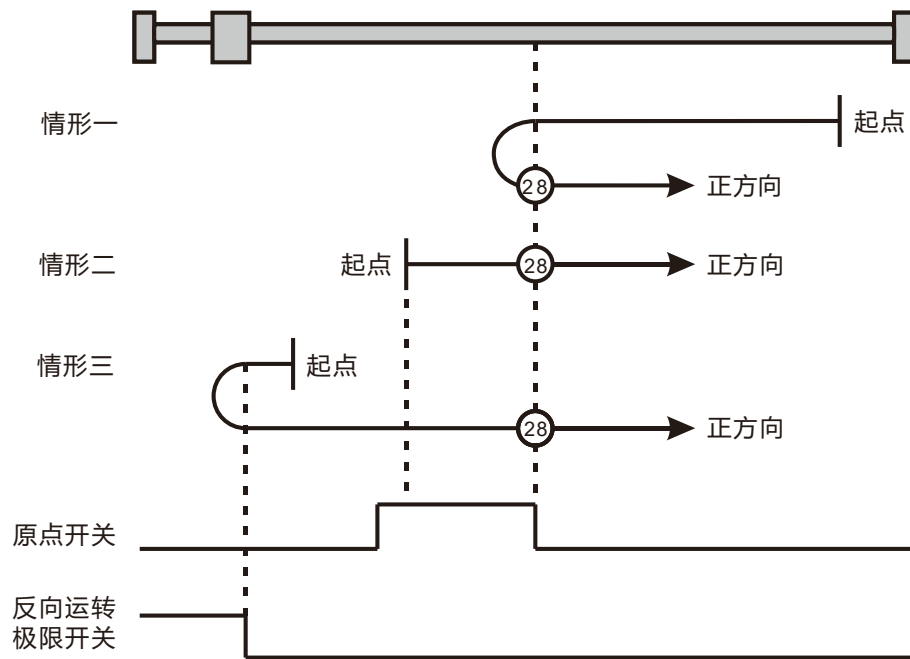 情形一
起点
28
正方向
情形二
起点
28
正方向
情形三
起点
28
正方向
原点开关
反向运转
极限开关